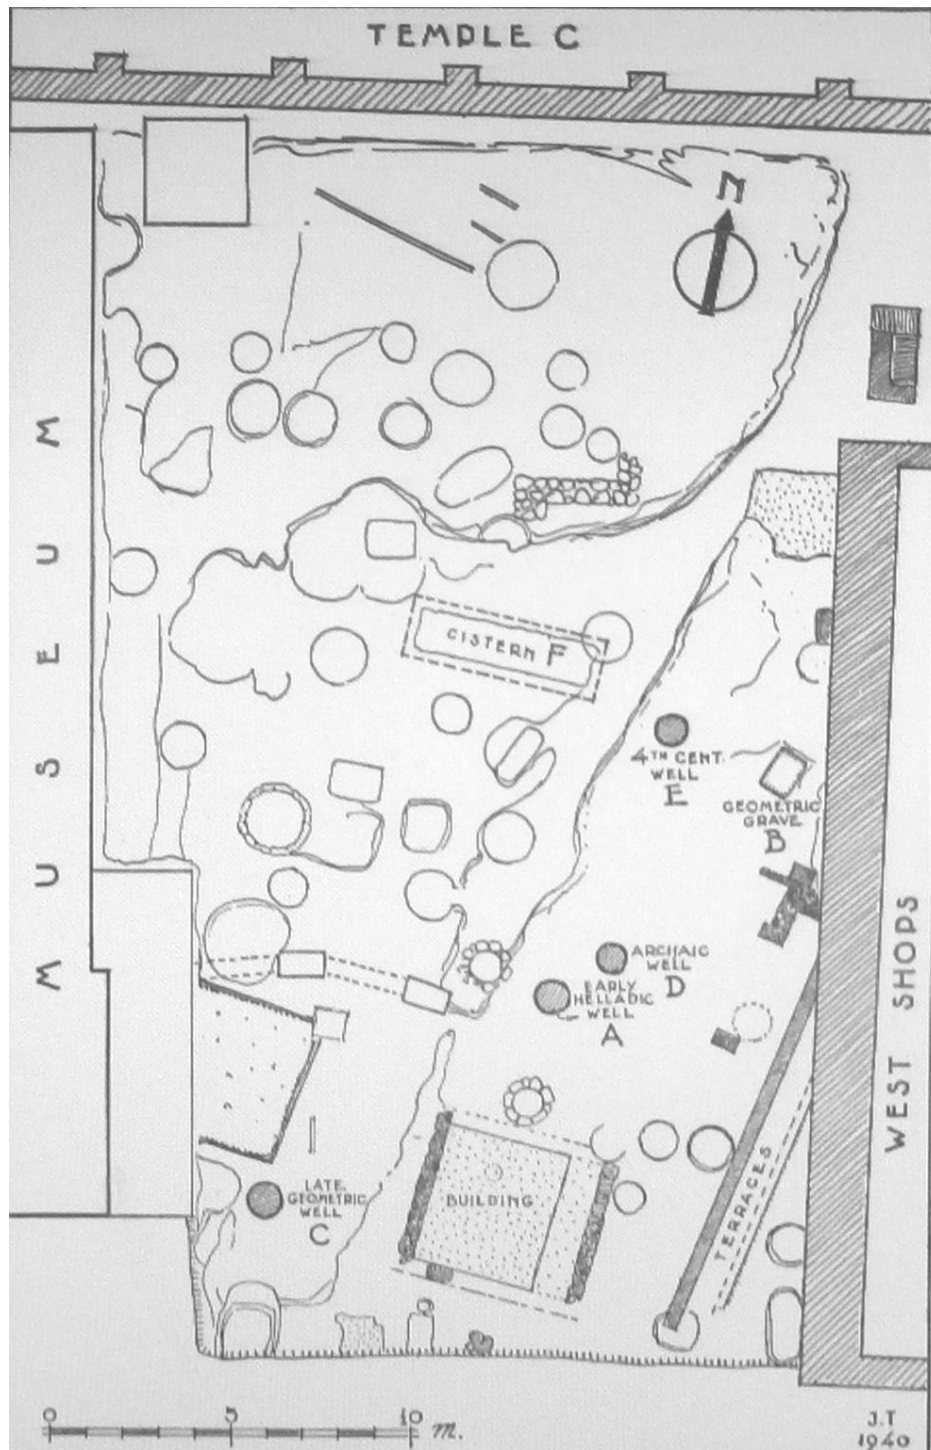 TEMPLE C
N
MUSEUM
CISTERN F
4TH CENT.
WELL
E
GEOMETRIC
GRAVE
B
ARCHAIC
WELL
D
EARLY
HELLADIC
WELL
A
WEST SHOPS
TERRACES
BUILDING
LATE
GEOMETRIC
WELL
C
0 5 10 m.
J.T
1940